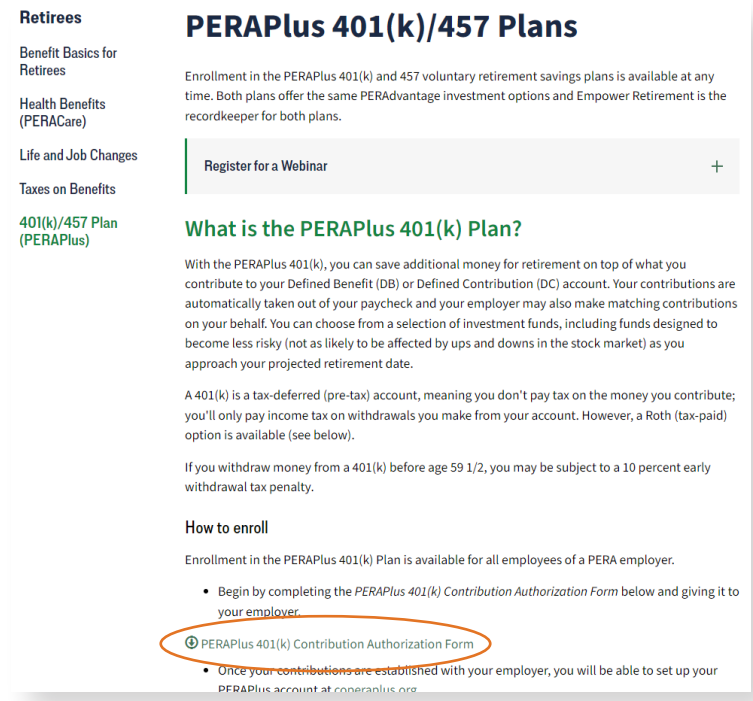 Retirees
Benefit Basics for
Retirees
Health Benefits
(PERACare)
Life and Job Changes
Taxes on Benefits
401(k)/457 Plan
(PERAPlus)
PERAPlus 401(k)/457 Plans
Enrollment in the PERAPlus 401(k) and 457 voluntary retirement savings plans is available at any
time. Both plans offer the same PERAdvantage investment options and Empower Retirement is the
recordkeeper for both plans.
Register for a Webinar +
What is the PERAPlus 401(k) Plan?
With the PERAPlus 401(k), you can save additional money for retirement on top of what you
contribute to your Defined Benefit (DB) or Defined Contribution (DC) account. Your contributions are
automatically taken out of your paycheck and your employer may also make matching contributions
on your behalf. You can choose from a selection of investment funds, including funds designed to
become less risky (not as likely to be affected by ups and downs in the stock market) as you
approach your projected retirement date.
A 401(k) is a tax-deferred (pre-tax) account, meaning you don't pay tax on the money you contribute;
you'll only pay income tax on withdrawals you make from your account. However, a Roth (tax-paid)
option is available (see below).
If you withdraw money from a 401(k) before age 59 1/2, you may be subject to a 10 percent early
withdrawal tax penalty.
How to enroll
Enrollment in the PERAPlus 401(k) Plan is available for all employees of a PERA employer.
• Begin by completing the PERAPlus 401(k) Contribution Authorization Form below and giving it to
your employer.
PERAPlus 401(k) Contribution Authorization Form
• Once your contributions are established with your employer, you will be able to set up your
PERAPlus account at coperaplus.org